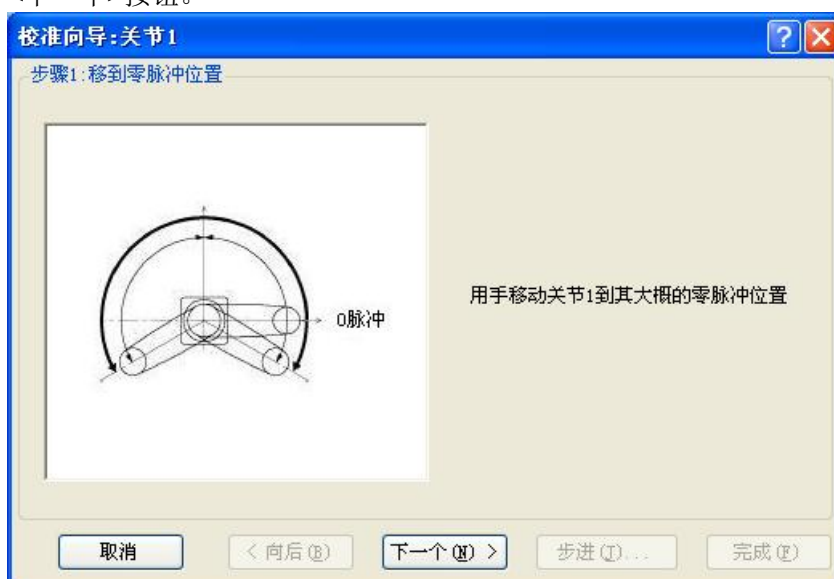 校准向导:关节1
步骤1:移到零脉冲位置
0脉冲
用手移动关节1到其大概的零脉冲位置
取消
< 向后(B)
下一个(N) >
步进(T)...
完成(F)